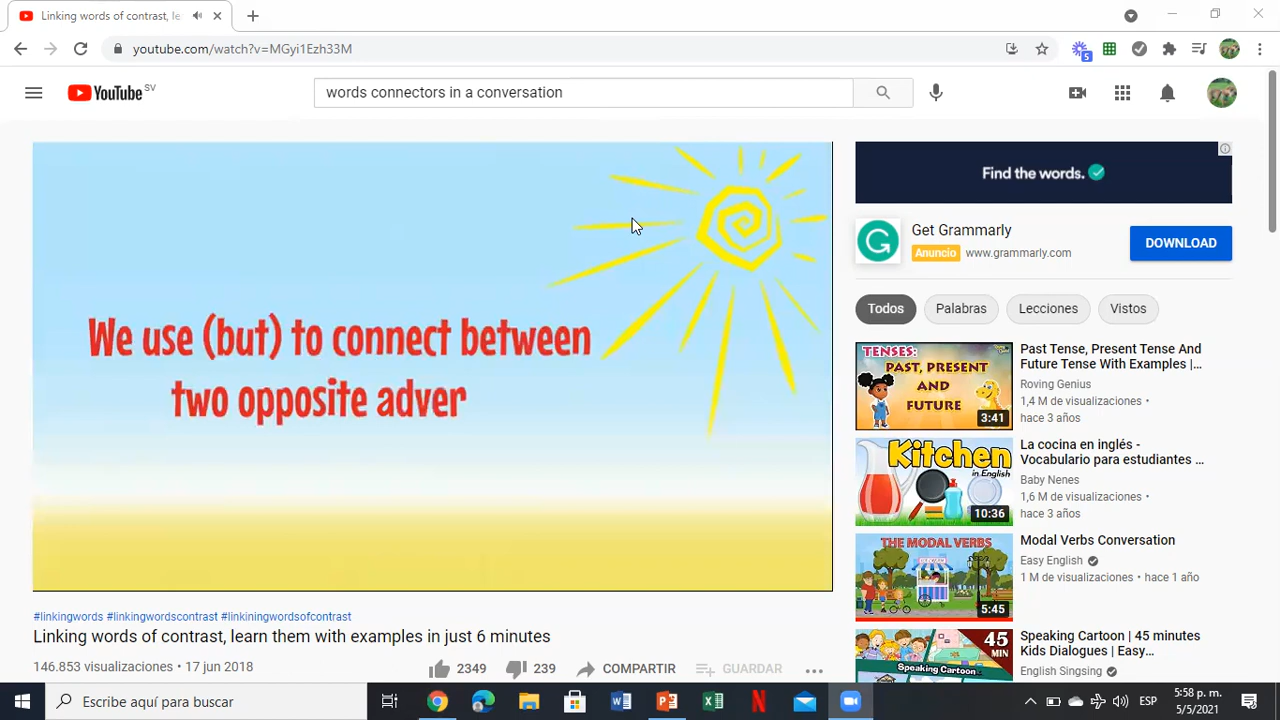 Linking words of contrast, le
youtube.com/watch?v=MGyi1Ezh33M
5
YouTube SV
words connectors in a conversation
We use (but) to connect between
two opposite adver
Find the words.
Get Grammarly
Anuncio www.grammarly.com
DOWNLOAD
Todos
Palabras
Lecciones
Vistos
TENSES:
PAST, PRESENT
AND
FUTURE
3:41
Past Tense, Present Tense And
Future Tense With Examples |...
Roving Genius
1,4 M de visualizaciones •
hace 3 años
Kitchen
in English
10:36
La cocina en inglés -
Vocabulario para estudiantes ...
Baby Nenes
1,6 M de visualizaciones •
hace 3 años
THE MODAL VERBS
ICE CREAM
5:45
Modal Verbs Conversation
Easy English
1 M de visualizaciones • hace 1 año
45
MIN
Speaking Cartoon
Speaking Cartoon | 45 minutes
Kids Dialogues | Easy...
English Singsing
#linkingwords #linkingwordscontrast #linkiningwordsofcontrast
Linking words of contrast, learn them with examples in just 6 minutes
146.853 visualizaciones • 17 jun 2018
2349
239
COMPARTIR
GUARDAR
Escribe aquí para buscar
ESP
5:58 p. m.
5/5/2021